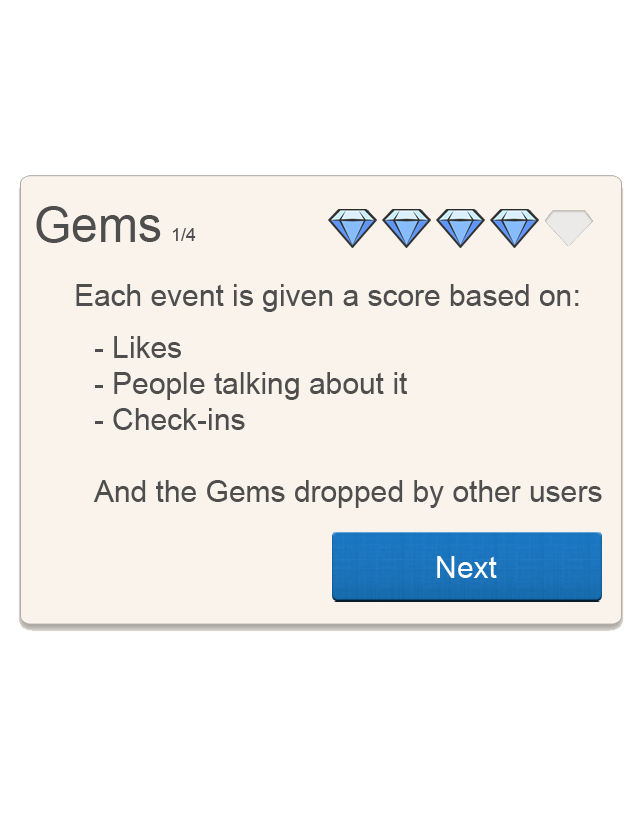 Gems 1/4
Each event is given a score based on:
- Likes
- People talking about it
- Check-ins
And the Gems dropped by other users
Next